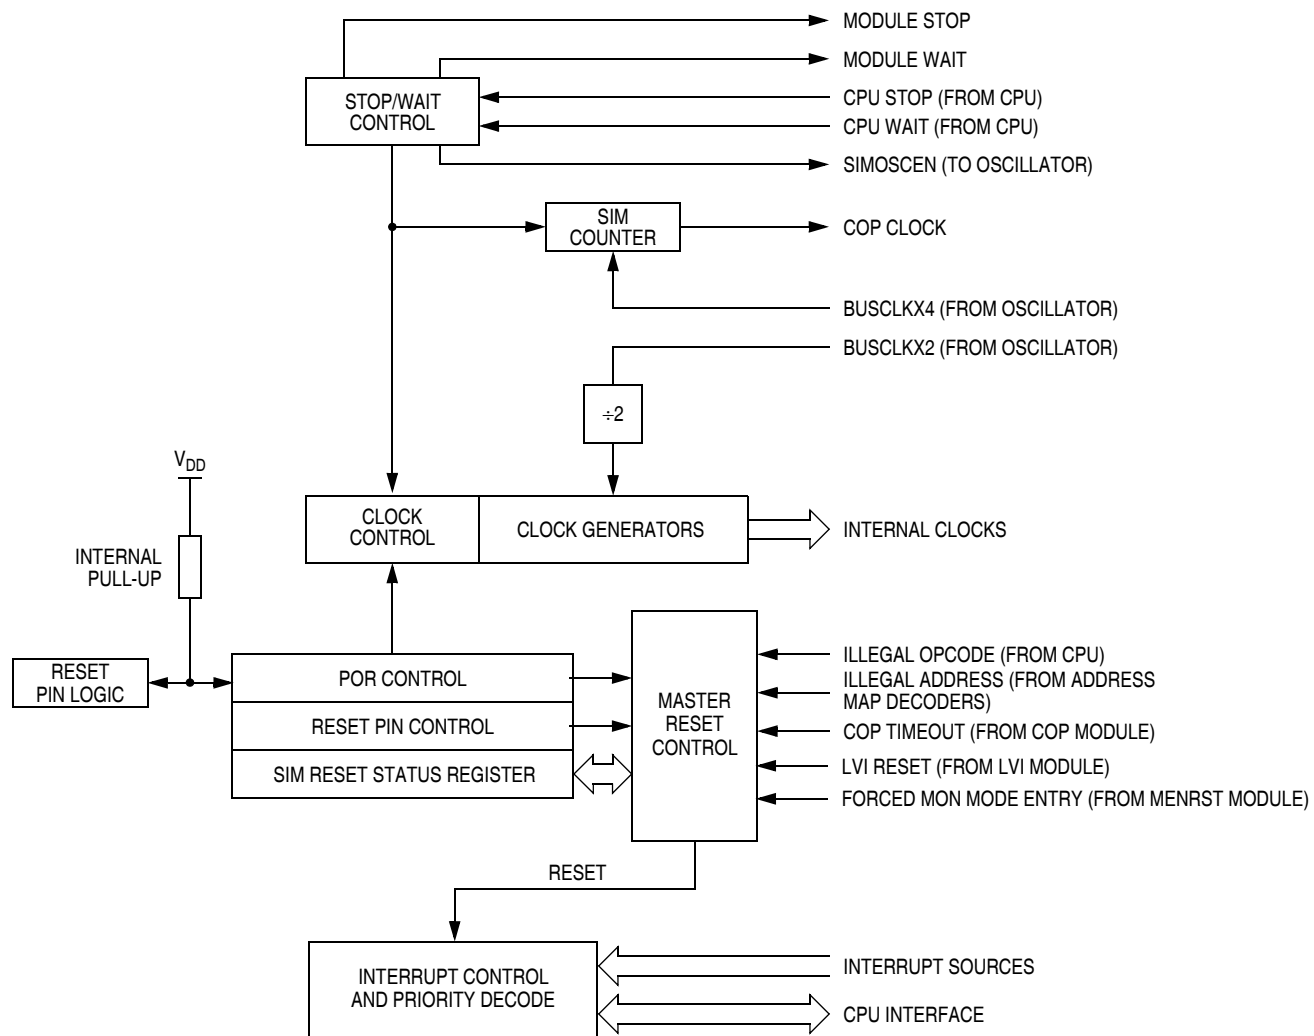 MODULE STOP
MODULE WAIT
STOP/WAIT
CONTROL
CPU STOP (FROM CPU)
CPU WAIT (FROM CPU)
SIMOSCEN (TO OSCILLATOR)
SIM
COUNTER
COP CLOCK
BUSCLKX4 (FROM OSCILLATOR)
BUSCLKX2 (FROM OSCILLATOR)
÷2
VDD
CLOCK
CONTROL
CLOCK GENERATORS
INTERNAL CLOCKS
INTERNAL
PULL-UP
RESET
PIN LOGIC
POR CONTROL
RESET PIN CONTROL
SIM RESET STATUS REGISTER
MASTER
RESET
CONTROL
ILLEGAL OPCODE (FROM CPU)
ILLEGAL ADDRESS (FROM ADDRESS
MAP DECODERS)
COP TIMEOUT (FROM COP MODULE)
LVI RESET (FROM LVI MODULE)
FORCED MON MODE ENTRY (FROM MENRST MODULE)
RESET
INTERRUPT CONTROL
AND PRIORITY DECODE
INTERRUPT SOURCES
CPU INTERFACE